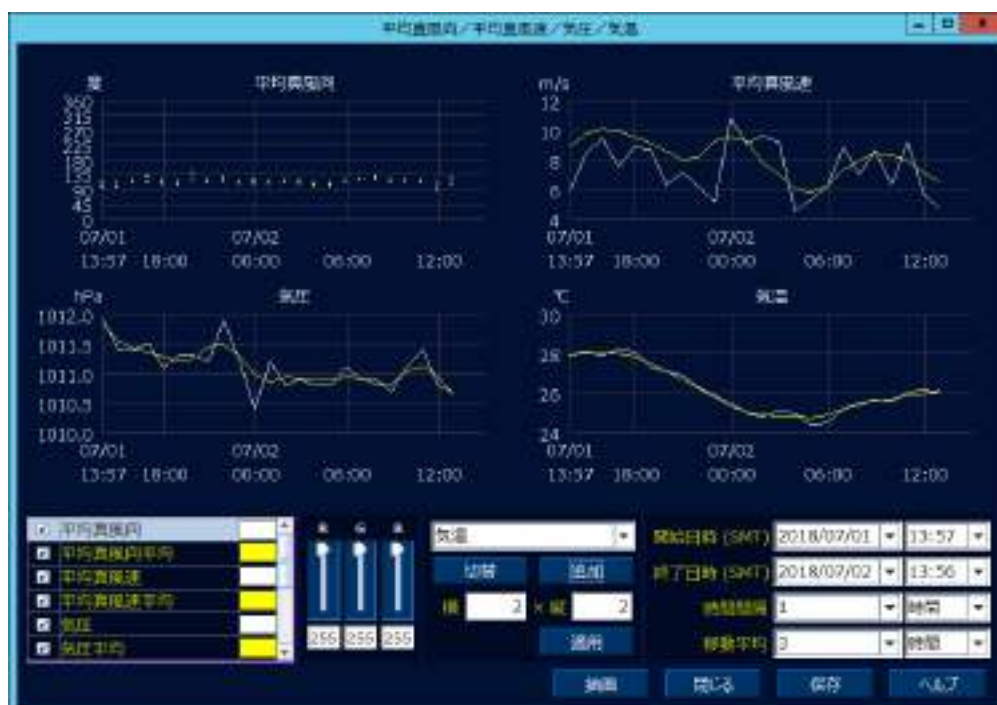 平均真風向／平均真風速／気圧／気温
度 平均真風向
360
315
270
225
180
135
90
45
0
07/01 07/02
13:57 18:00 00:00 06:00 12:00
m/s 平均真風速
12
10
8
6
4
07/01 07/02
13:57 18:00 00:00 06:00 12:00
hPa 気圧
1012.0
1011.5
1011.0
1010.5
1010.0
07/01 07/02
13:57 18:00 00:00 06:00 12:00
℃ 気温
30
28
26
24
07/01 07/02
13:57 18:00 00:00 06:00 12:00
平均真風向
平均真風向平均
平均真風速
平均真風速平均
気圧
気圧平均
R G B
255 255 255
気温
切替 追加
横 2 × 縦 2
適用
開始日時 (SMT) 2018/07/01 13:57
終了日時 (SMT) 2018/07/02 13:56
時間間隔 1 時間
移動平均 3 時間
描画 閉じる 保存 ヘルプ